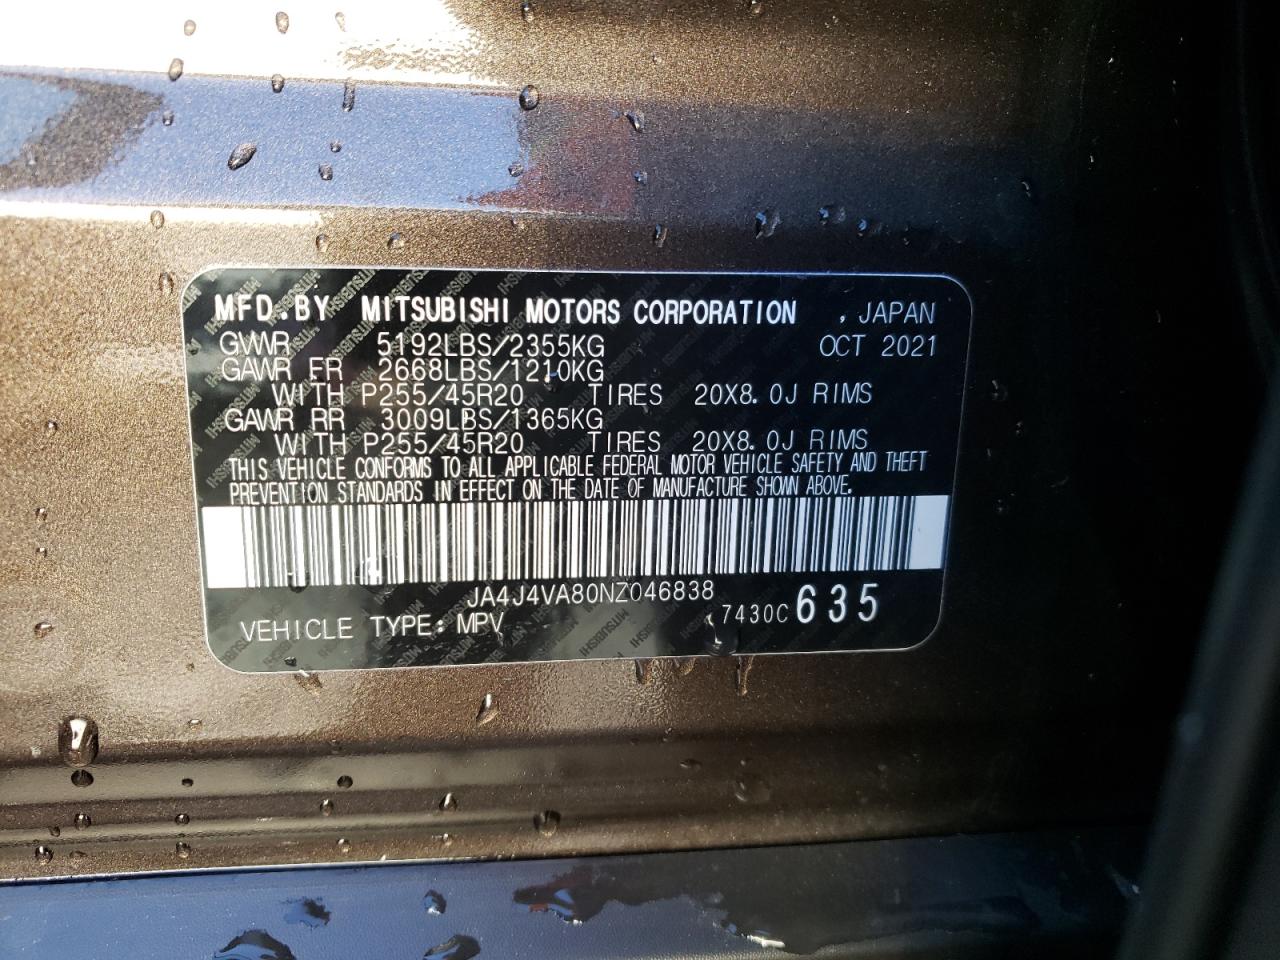 MFD.BY MITSUBISHI MOTORS CORPORATION , JAPAN
GVWR 5192LBS/2355KG OCT 2021
GAWR FR 2668LBS/1210KG
WITH P255/45R20 TIRES 20X8.0J RIMS
GAWR RR 3009LBS/1365KG
WITH P255/45R20 TIRES 20X8.0J RIMS
THIS VEHICLE CONFORMS TO ALL APPLICABLE FEDERAL MOTOR VEHICLE SAFETY AND THEFT
PREVENTION STANDARDS IN EFFECT ON THE DATE OF MANUFACTURE SHOWN ABOVE.
JA4J4VA80NZ046838
VEHICLE TYPE: MPV 7430C 635